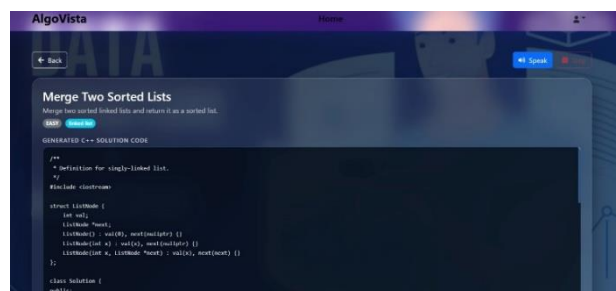 AlgoVista Home
DATA
← Back Speak
Merge Two Sorted Lists
Merge two sorted linked lists and return it as a sorted list.
EASY linked list
GENERATED C++ SOLUTION CODE
/**
 * Definition for singly-linked list.
 */
#include <iostream>
struct ListNode {
    int val;
    ListNode *next;
    ListNode() : val(0), next(nullptr) {}
    ListNode(int x) : val(x), next(nullptr) {}
    ListNode(int x, ListNode *next) : val(x), next(next) {}
};
class Solution {
public: